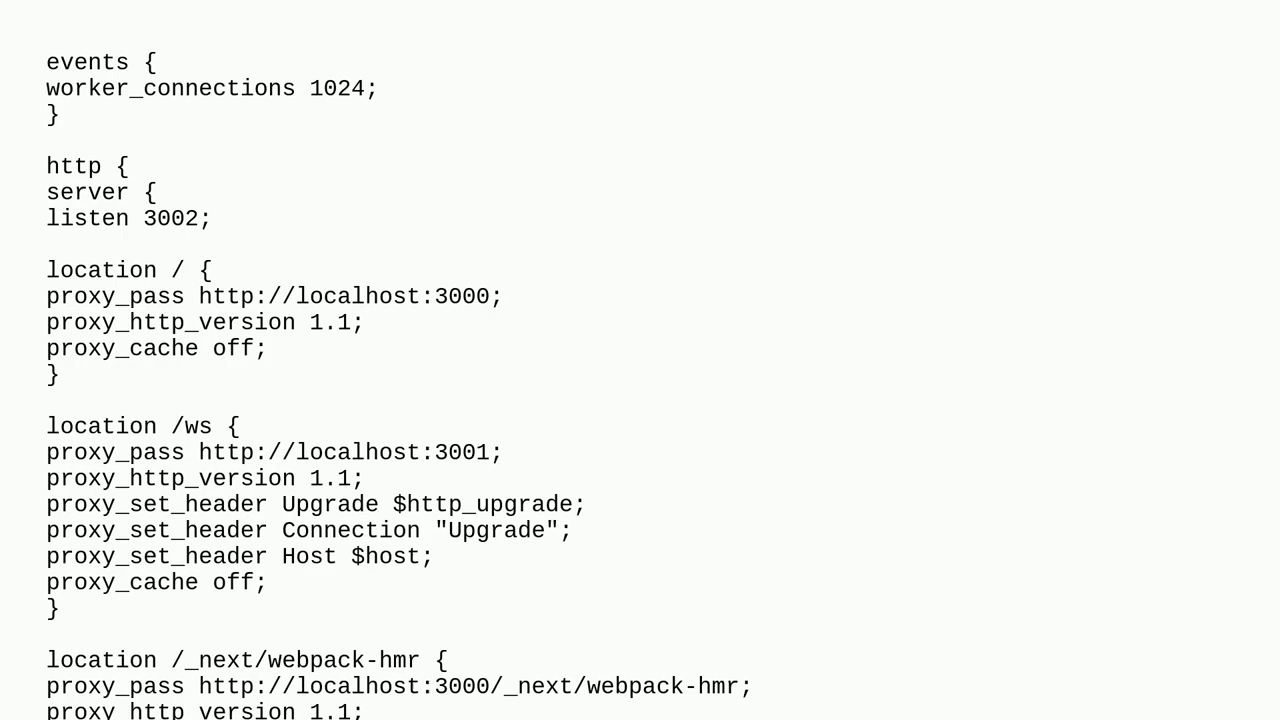 events {
worker_connections 1024;
}
http {
server {
listen 3002;
location / {
proxy_pass http://localhost:3000;
proxy_http_version 1.1;
proxy_cache off;
}
location /ws {
proxy_pass http://localhost:3001;
proxy_http_version 1.1;
proxy_set_header Upgrade $http_upgrade;
proxy_set_header Connection "Upgrade";
proxy_set_header Host $host;
proxy_cache off;
}
location /_next/webpack-hmr {
proxy_pass http://localhost:3000/_next/webpack-hmr;
proxy_http_version 1.1;